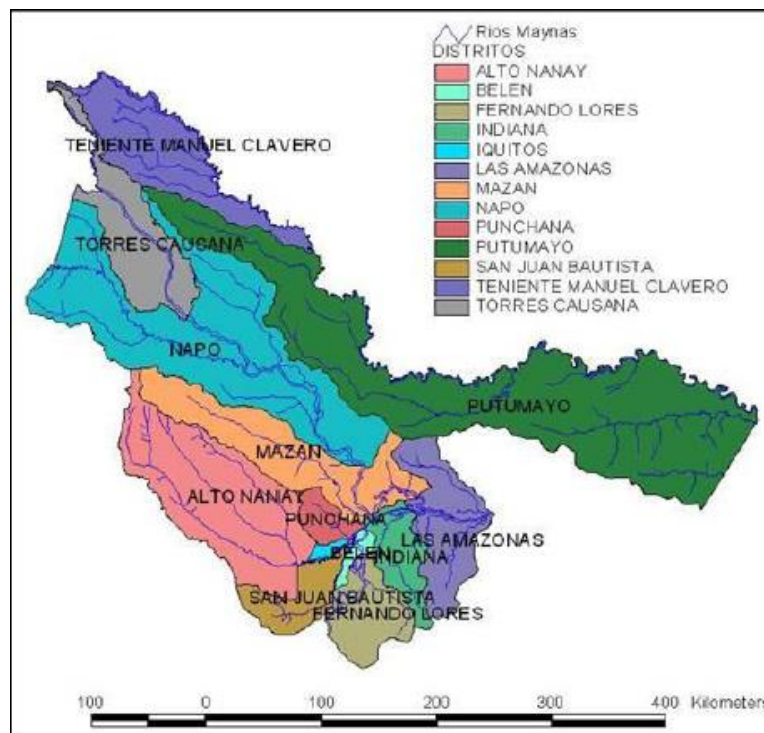 Rios Maynas
DISTRITOS
ALTO NANAY
BELEN
FERNANDO LORES
INDIANA
IQUITOS
LAS AMAZONAS
MAZAN
NAPO
PUNCHANA
PUTUMAYO
SAN JUAN BAUTISTA
TENIENTE MANUEL CLAVERO
TORRES CAUSANA
TENIENTE MANUEL CLAVERO
TORRES CAUSANA
NAPO
PUTUMAYO
MAZAN
ALTO NANAY
PUNCHANA
LAS AMAZONAS
BELEN
INDIANA
SAN JUAN BAUTISTA
FERNANDO LORES
100 0 100 200 300 400 Kilometers